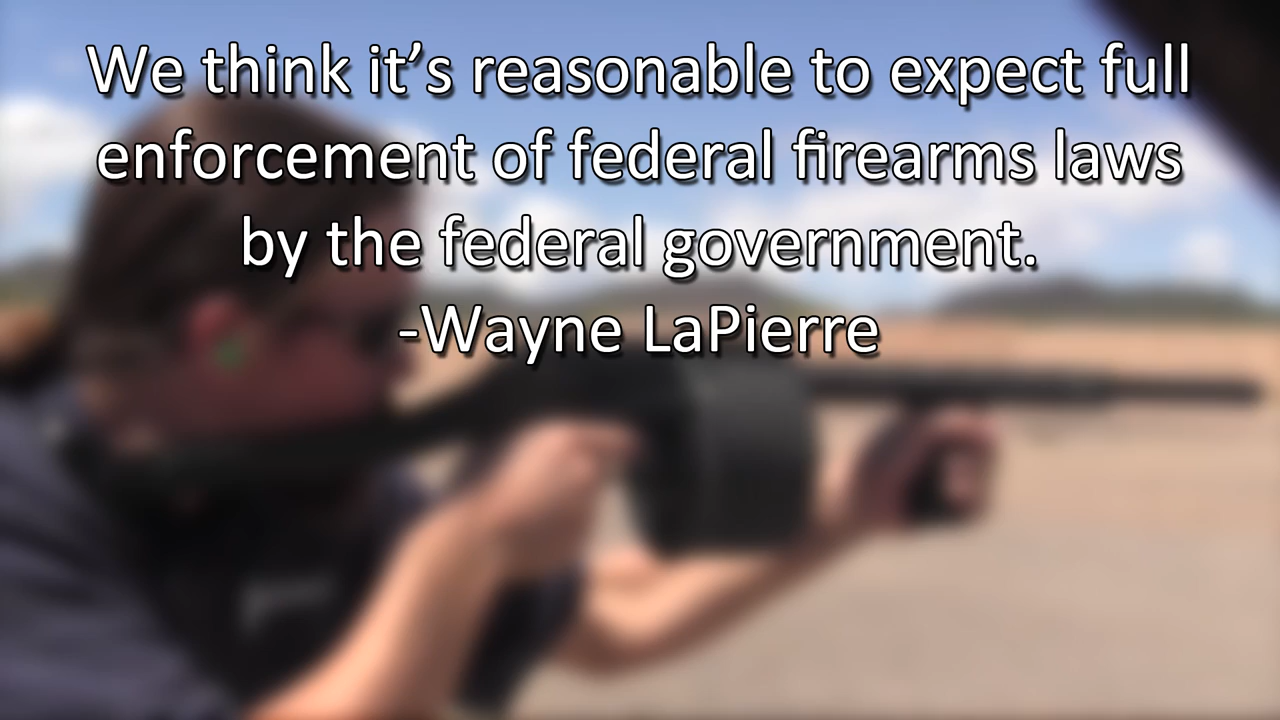 We think it’s reasonable to expect full
enforcement of federal firearms laws
by the federal government.
-Wayne LaPierre